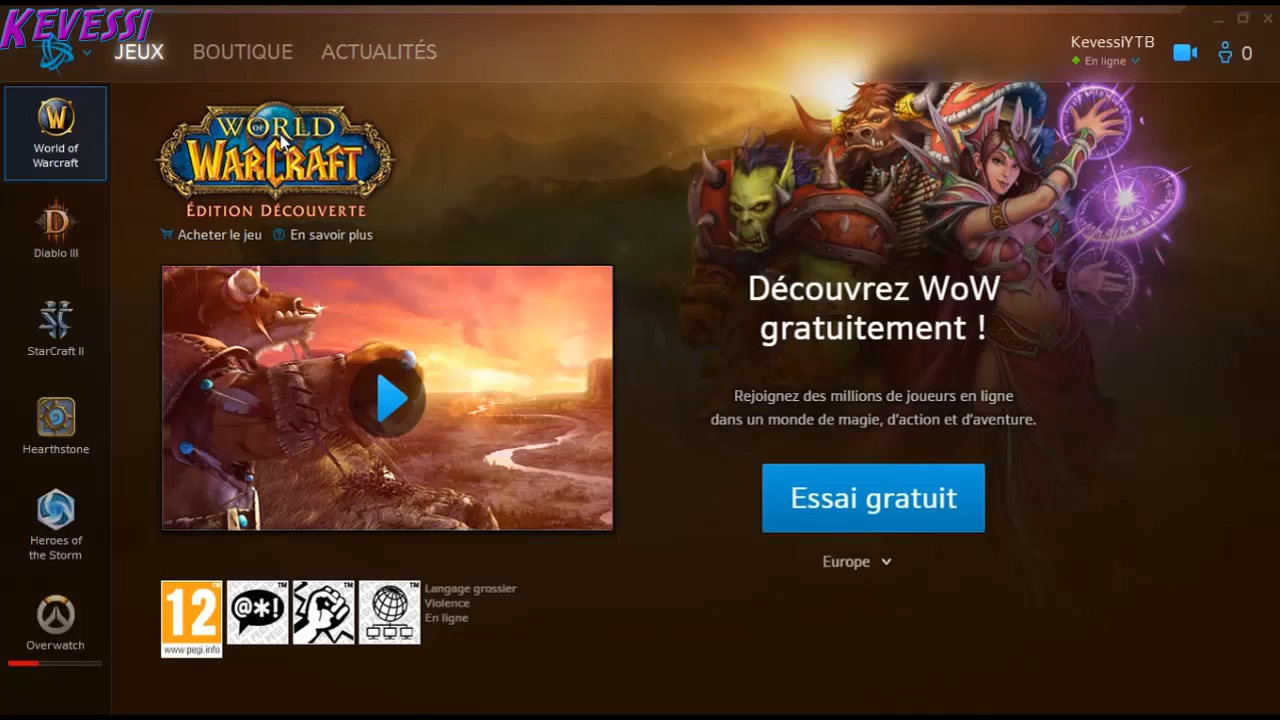 KEVESSI
JEUX BOUTIQUE ACTUALITÉS
KevessiYTB
En ligne
0
World of
Warcraft
Diablo III
StarCraft II
Hearthstone
Heroes of
the Storm
Overwatch
WORLD
OF
WARCRAFT
ÉDITION DÉCOUVERTE
Acheter le jeu En savoir plus
Découvrez WoW
gratuitement !
Rejoignez des millions de joueurs en ligne
dans un monde de magie, d'action et d'aventure.
Essai gratuit
Europe
12
www.pegi.info
@*!
Langage grossier
Violence
En ligne